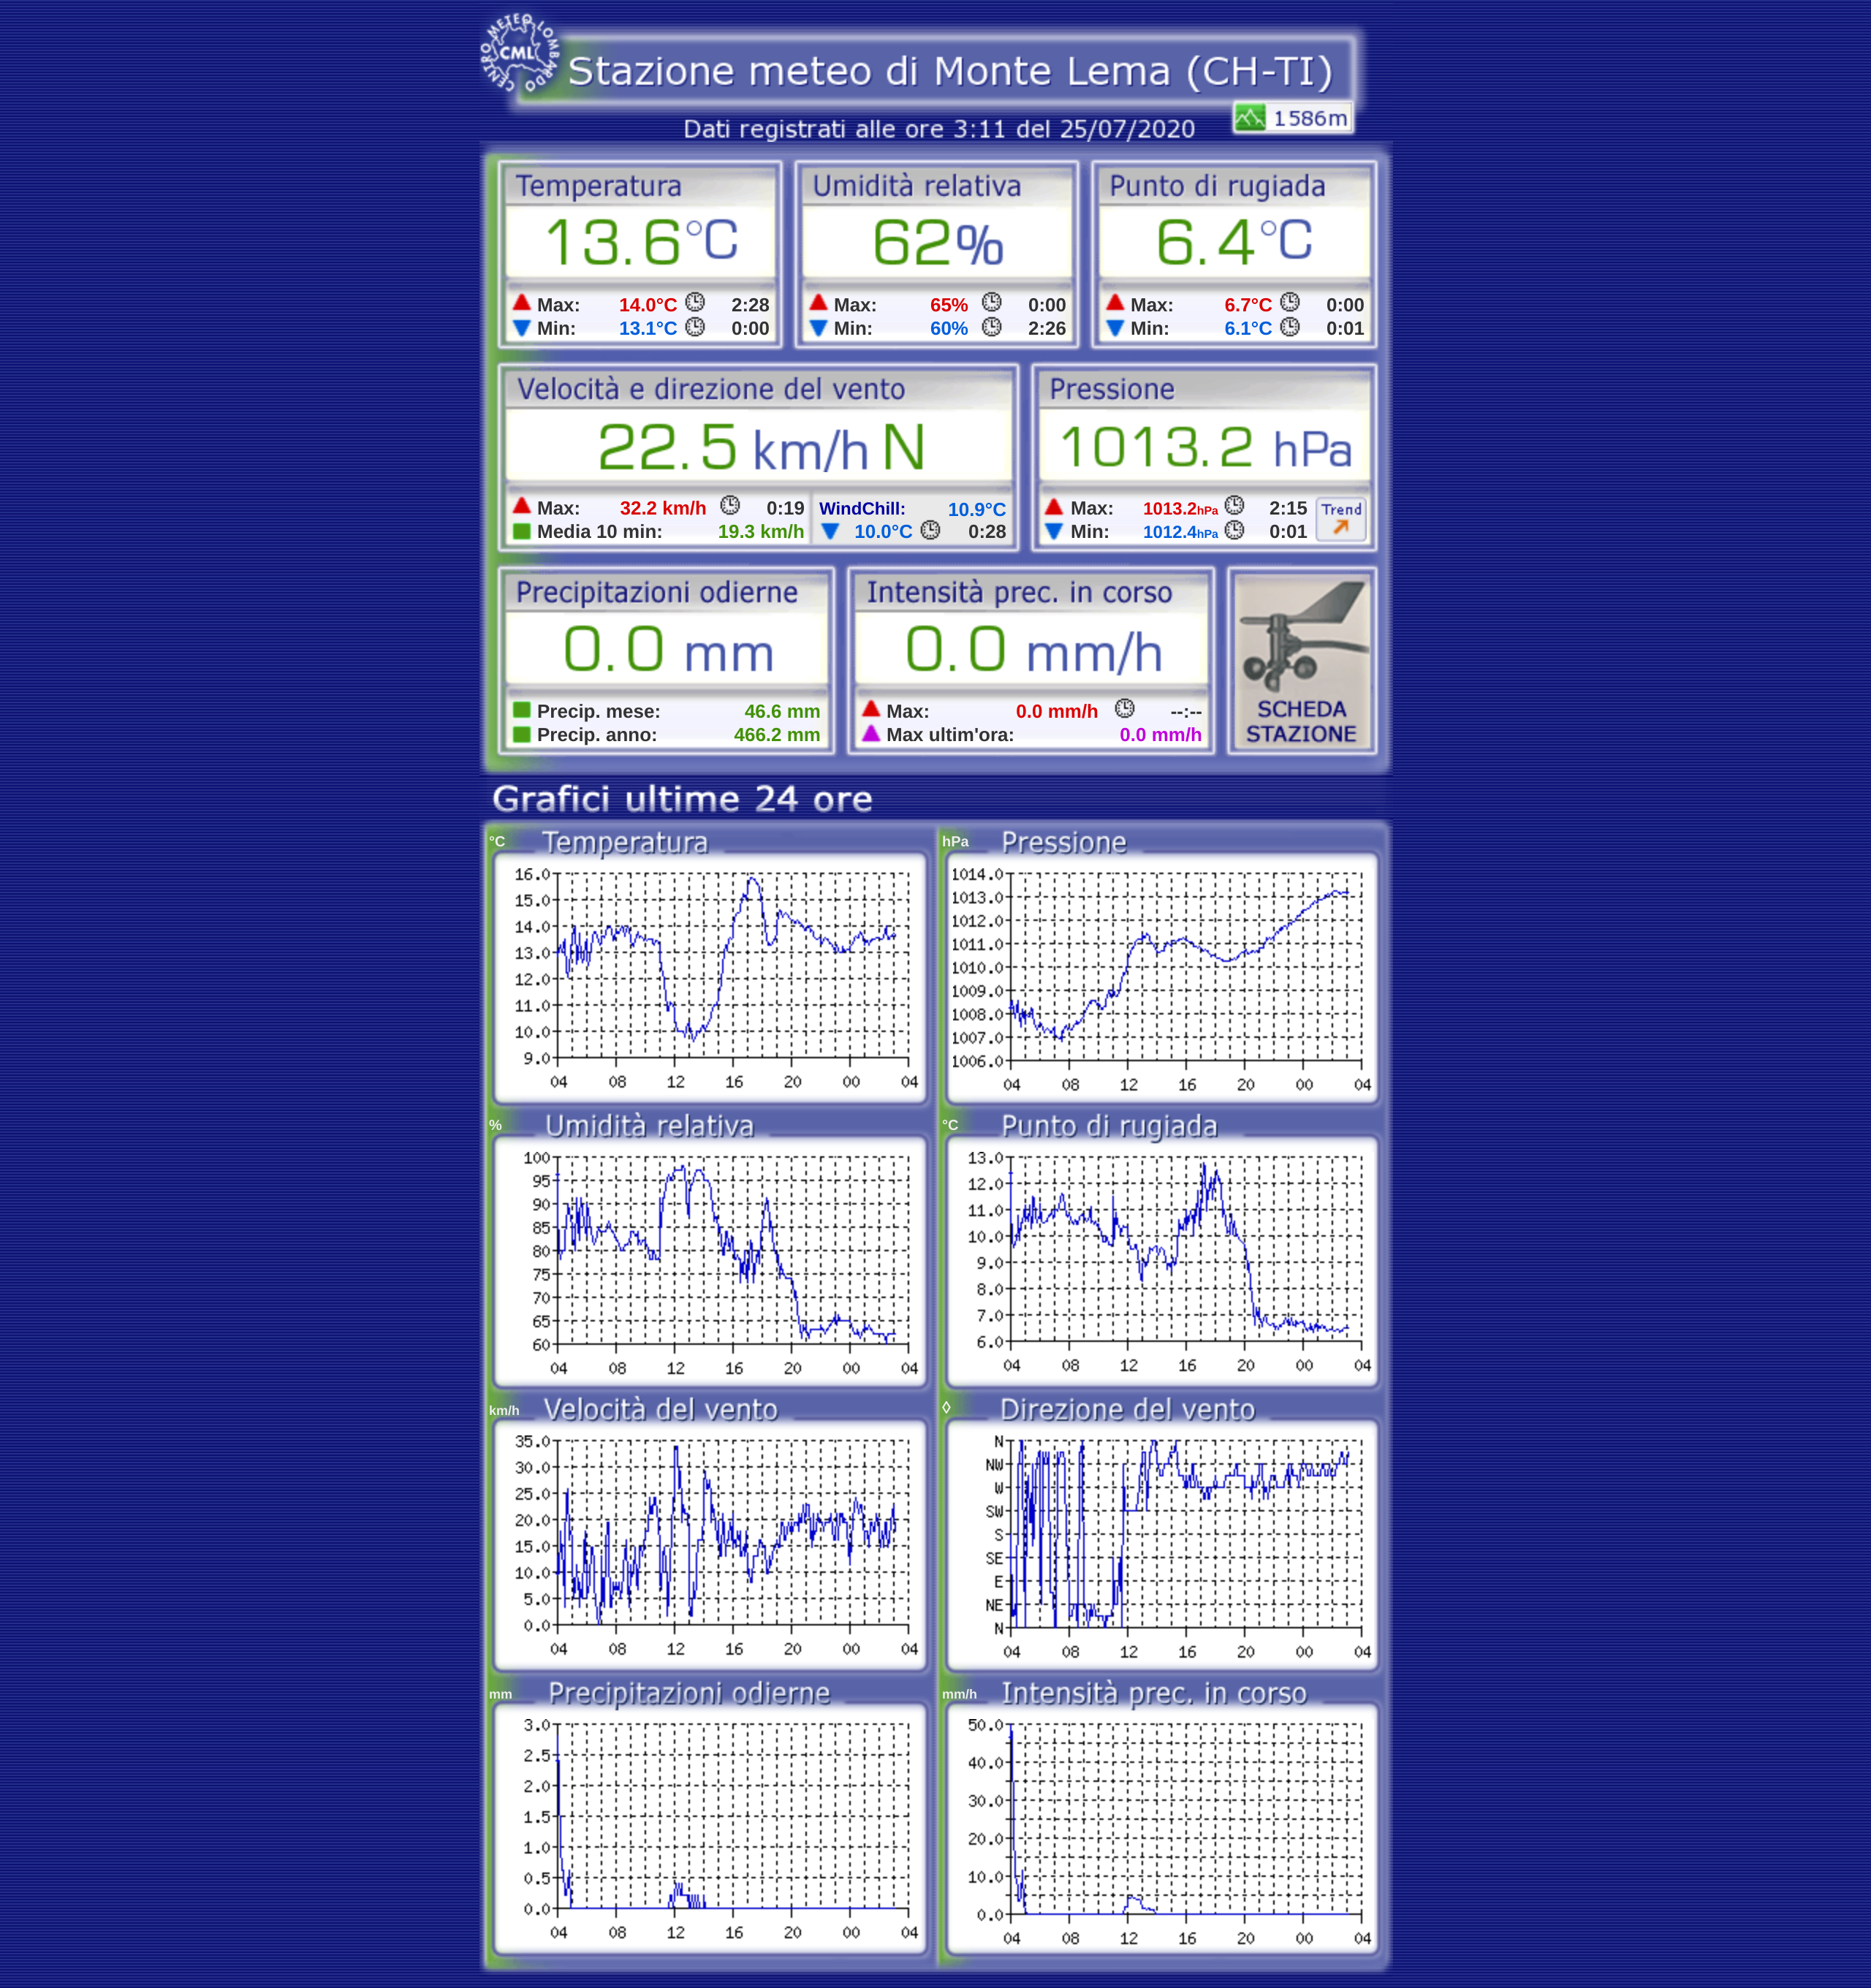 CENTRO METEO LOMBARDO
CML
Stazione meteo di Monte Lema (CH-TI)
1586m
Dati registrati alle ore 3:11 del 25/07/2020
Temperatura
13.6°C
Max: 14.0°C 2:28
Min: 13.1°C 0:00
Umidità relativa
62%
Max: 65% 0:00
Min: 60% 2:26
Punto di rugiada
6.4°C
Max: 6.7°C 0:00
Min: 6.1°C 0:01
Velocità e direzione del vento
22.5 km/h N
Max: 32.2 km/h 0:19
Media 10 min: 19.3 km/h
WindChill: 10.9°C
10.0°C 0:28
Pressione
1013.2 hPa
Max: 1013.2hPa 2:15
Min: 1012.4hPa 0:01
Trend
Precipitazioni odierne
0.0 mm
Precip. mese: 46.6 mm
Precip. anno: 466.2 mm
Intensità prec. in corso
0.0 mm/h
Max: 0.0 mm/h --:--
Max ultim'ora: 0.0 mm/h
SCHEDA
STAZIONE
Grafici ultime 24 ore
°C Temperatura
16.0
15.0
14.0
13.0
12.0
11.0
10.0
9.0
04 08 12 16 20 00 04
hPa Pressione
1014.0
1013.0
1012.0
1011.0
1010.0
1009.0
1008.0
1007.0
1006.0
04 08 12 16 20 00 04
% Umidità relativa
100
95
90
85
80
75
70
65
60
04 08 12 16 20 00 04
°C Punto di rugiada
13.0
12.0
11.0
10.0
9.0
8.0
7.0
6.0
04 08 12 16 20 00 04
km/h Velocità del vento
35.0
30.0
25.0
20.0
15.0
10.0
5.0
0.0
04 08 12 16 20 00 04
◊ Direzione del vento
N
NW
W
SW
S
SE
E
NE
N
04 08 12 16 20 00 04
mm Precipitazioni odierne
3.0
2.5
2.0
1.5
1.0
0.5
0.0
04 08 12 16 20 00 04
mm/h Intensità prec. in corso
50.0
40.0
30.0
20.0
10.0
0.0
04 08 12 16 20 00 04